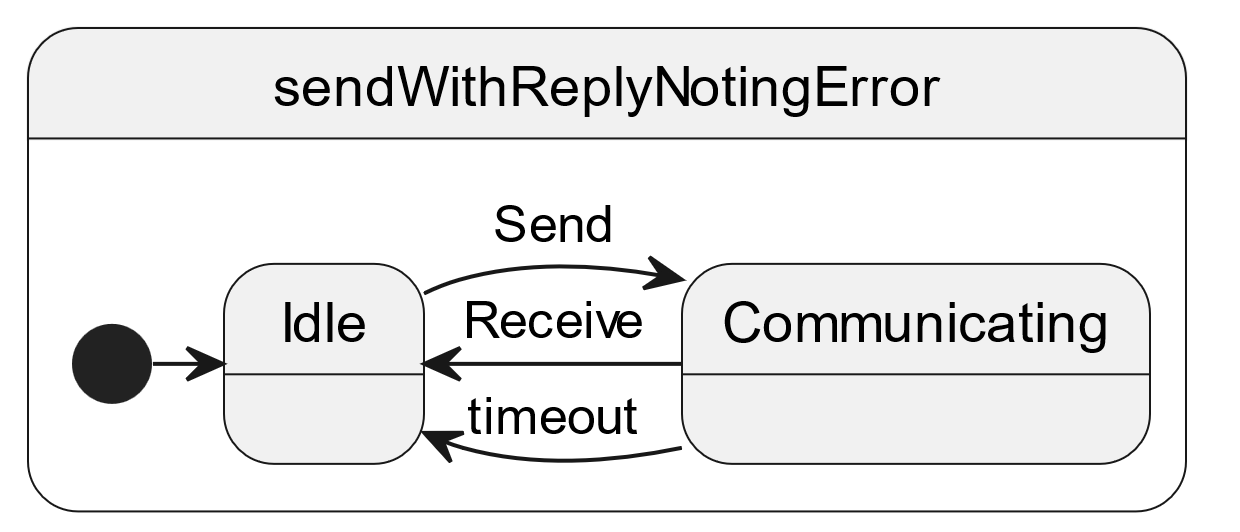 sendWithReplyNotingError
Send
Idle
Receive
Communicating
timeout